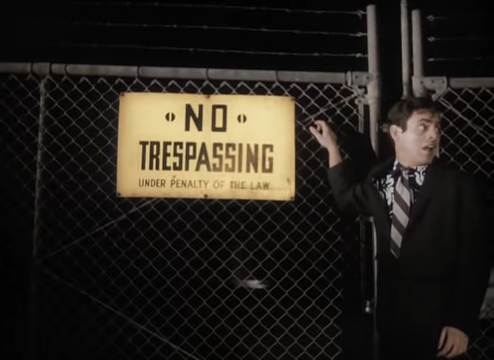 NO
TRESPASSING
UNDER PENALTY OF THE LAW